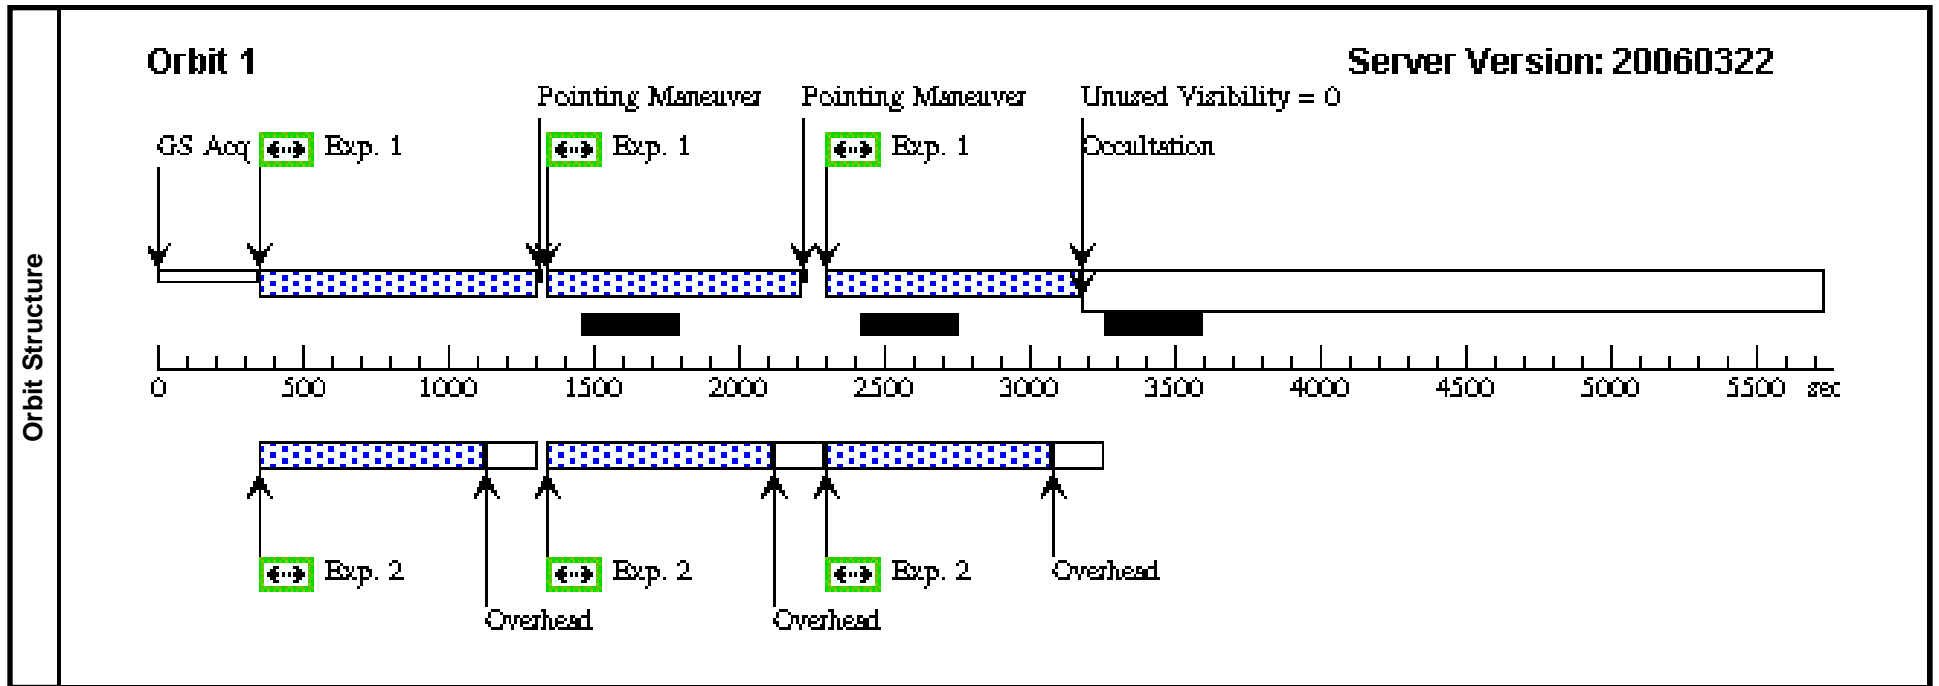 Orbit Structure
Orbit 1
Server Version: 20060322
Pointing Maneuver
Pointing Maneuver
Unused Visibility = 0
GS Acq
Exp. 1
Exp. 1
Exp. 1
Occultation
0 500 1000 1500 2000 2500 3000 3500 4000 4500 5000 5500 sec
Exp. 2
Exp. 2
Exp. 2
Overhead
Overhead
Overhead